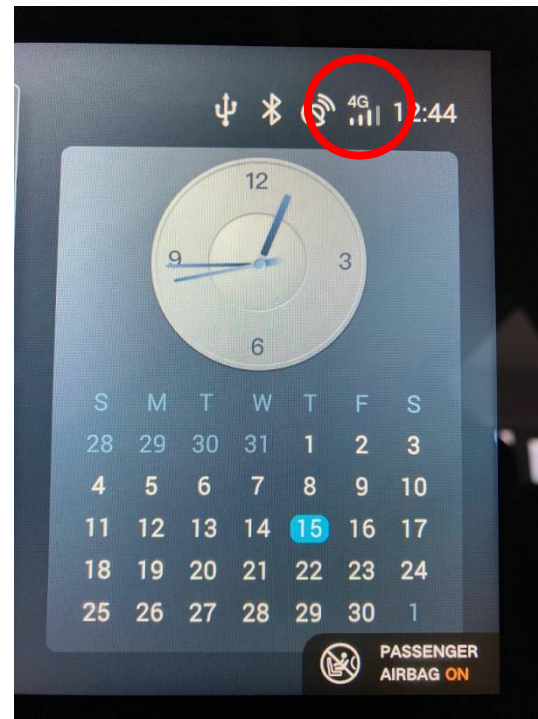 4G 12:44
12
9 3
6
S M T W T F S
28 29 30 31 1 2 3
4 5 6 7 8 9 10
11 12 13 14 15 16 17
18 19 20 21 22 23 24
25 26 27 28 29 30 1
PASSENGER
AIRBAG ON